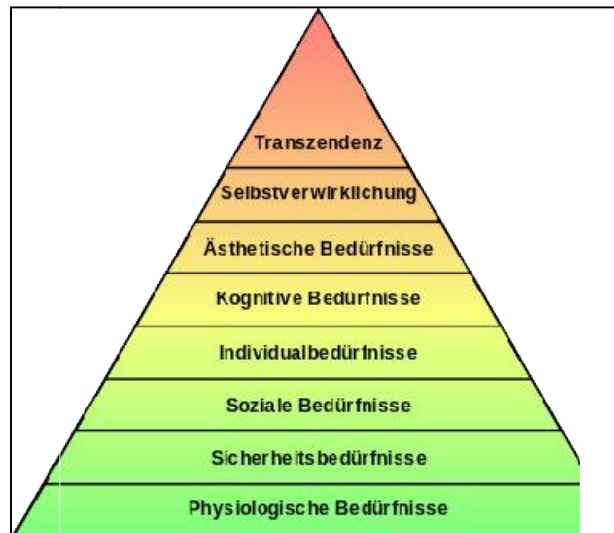 Transzendenz
Selbstverwirklichung
Ästhetische Bedürfnisse
Kognitive Bedürfnisse
Individualbedürfnisse
Soziale Bedürfnisse
Sicherheitsbedürfnisse
Physiologische Bedürfnisse